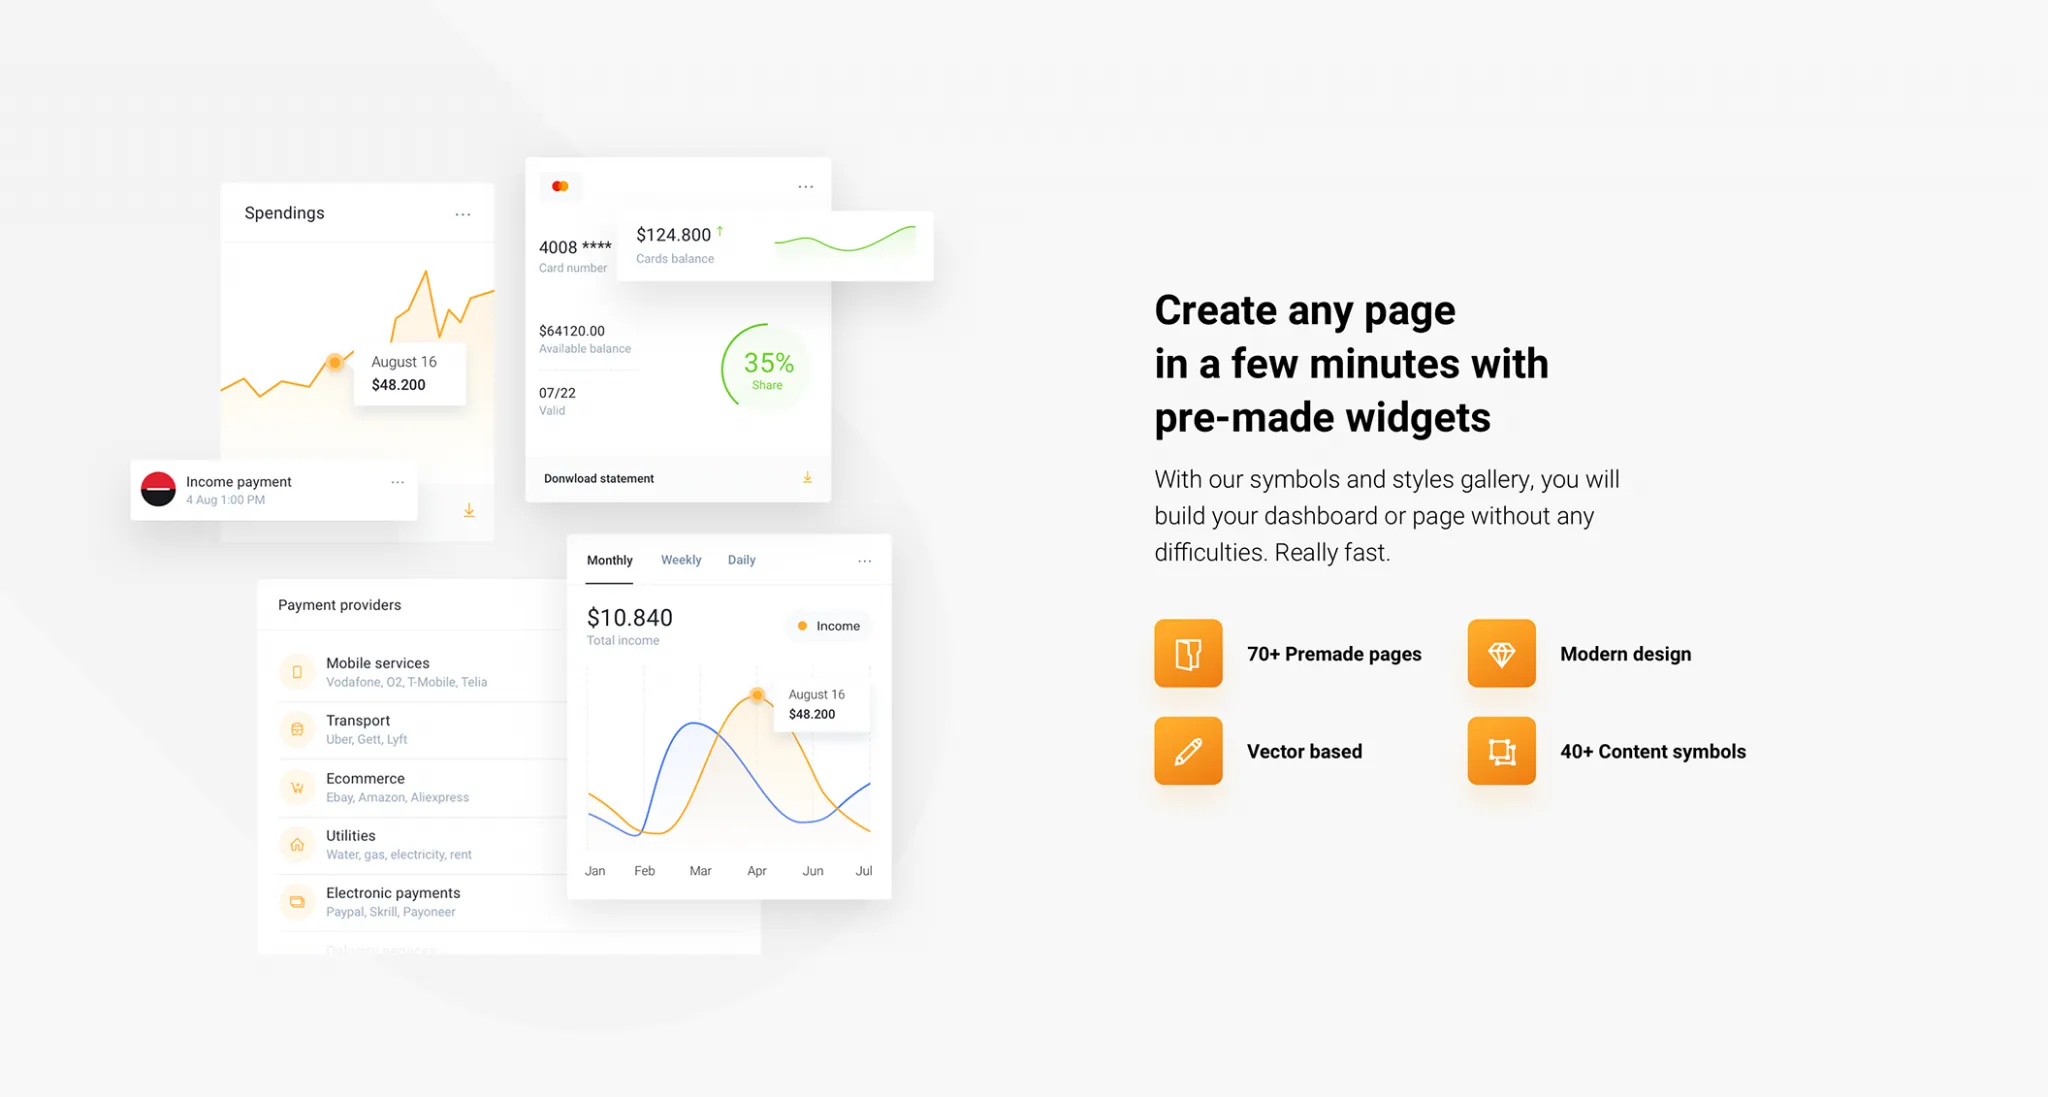 Spendings
August 16
$48.200
Income payment
4 Aug 1:00 PM
4008 ****
Card number
$124.800
Cards balance
$64120.00
Available balance
07/22
Valid
35%
Share
Donwload statement
Payment providers
Mobile services
Vodafone, O2, T-Mobile, Telia
Transport
Uber, Gett, Lyft
Ecommerce
Ebay, Amazon, Aliexpress
Utilities
Water, gas, electricity, rent
Electronic payments
Paypal, Skrill, Payoneer
Delivery services
Monthly Weekly Daily
$10.840
Total income
Income
August 16
$48.200
Jan Feb Mar Apr Jun Jul
Create any page
in a few minutes with
pre-made widgets
With our symbols and styles gallery, you will
build your dashboard or page without any
difficulties. Really fast.
70+ Premade pages
Modern design
Vector based
40+ Content symbols